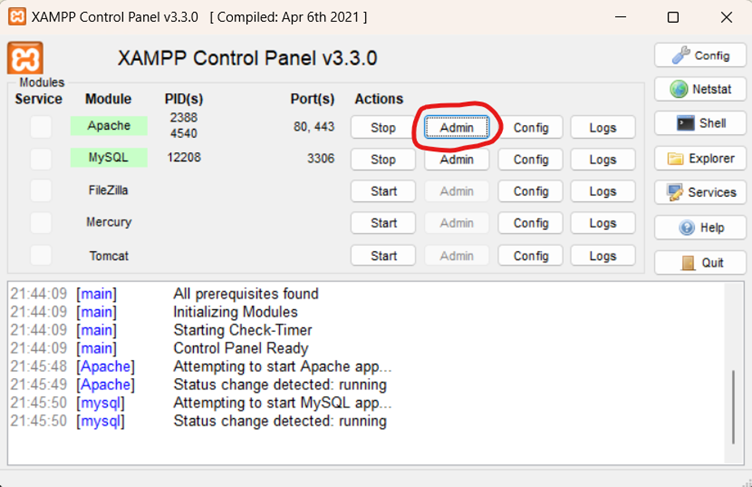 XAMPP Control Panel v3.3.0 [ Compiled: Apr 6th 2021 ]
XAMPP Control Panel v3.3.0
Config
Modules
Service Module PID(s) Port(s) Actions
Apache 2388 4540 80, 443 Stop Admin Config Logs
MySQL 12208 3306 Stop Admin Config Logs
FileZilla Start Admin Config Logs
Mercury Start Admin Config Logs
Tomcat Start Admin Config Logs
Netstat
Shell
Explorer
Services
Help
Quit
21:44:09 [main] All prerequisites found
21:44:09 [main] Initializing Modules
21:44:09 [main] Starting Check-Timer
21:44:09 [main] Control Panel Ready
21:45:48 [Apache] Attempting to start Apache app...
21:45:49 [Apache] Status change detected: running
21:45:50 [mysql] Attempting to start MySQL app...
21:45:50 [mysql] Status change detected: running